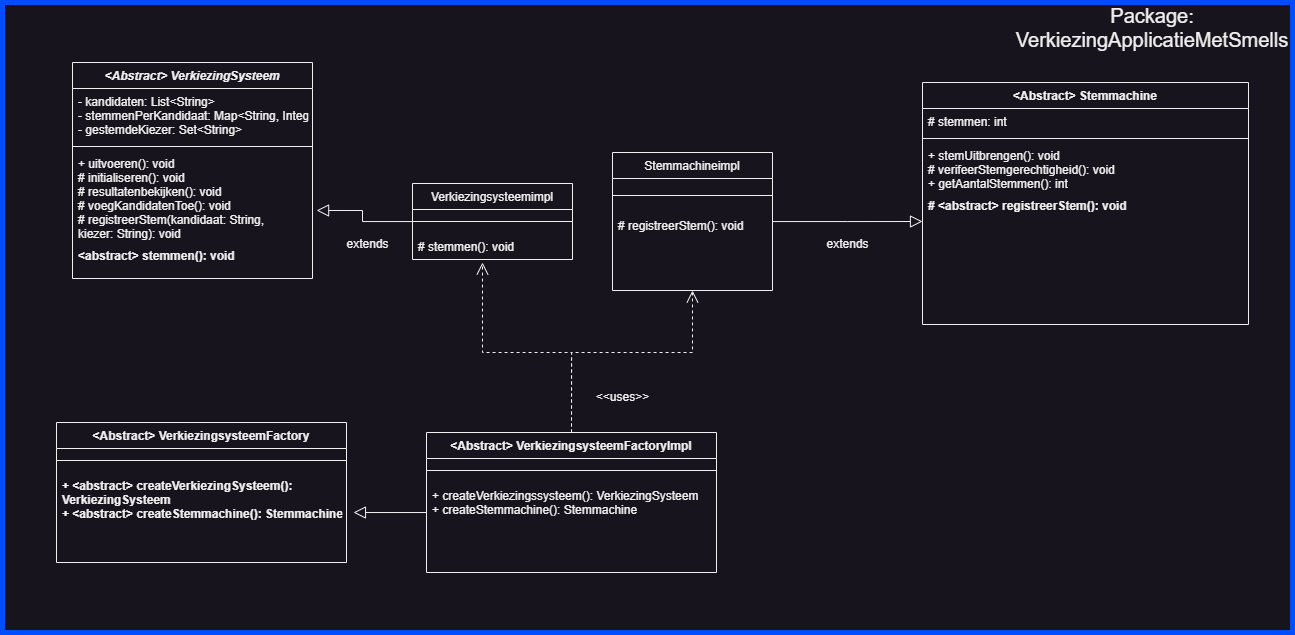 Package:
VerkiezingApplicatieMetSmells
<Abstract> VerkiezingSysteem
- kandidaten: List<String>
- stemmenPerKandidaat: Map<String, Integ
- gestemdeKiezer: Set<String>
+ uitvoeren(): void
# initialiseren(): void
# resultatenbekijken(): void
# voegKandidatenToe(): void
# registreerStem(kandidaat: String,
kiezer: String): void
<abstract> stemmen(): void
extends
Verkiezingsysteemimpl
# stemmen(): void
Stemmachineimpl
# registreerStem(): void
extends
<Abstract> Stemmachine
# stemmen: int
+ stemUitbrengen(): void
# verifeerStemgerechtigheid(): void
+ getAantalStemmen(): int
# <abstract> registreerStem(): void
<<uses>>
<Abstract> VerkiezingsysteemFactory
+ <abstract> createVerkiezingSysteem():
VerkiezingSysteem
+ <abstract> createStemmachine(): Stemmachine
<Abstract> VerkiezingsysteemFactoryImpl
+ createVerkiezingssysteem(): VerkiezingSysteem
+ createStemmachine(): Stemmachine